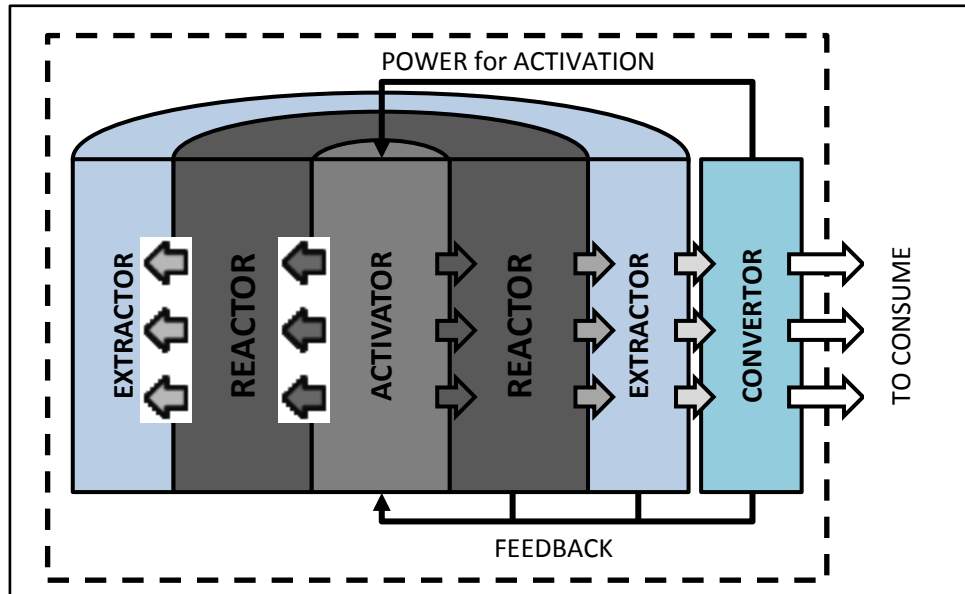 POWER for ACTIVATION
EXTRACTOR
REACTOR
ACTIVATOR
REACTOR
EXTRACTOR
CONVERTOR
TO CONSUME
FEEDBACK